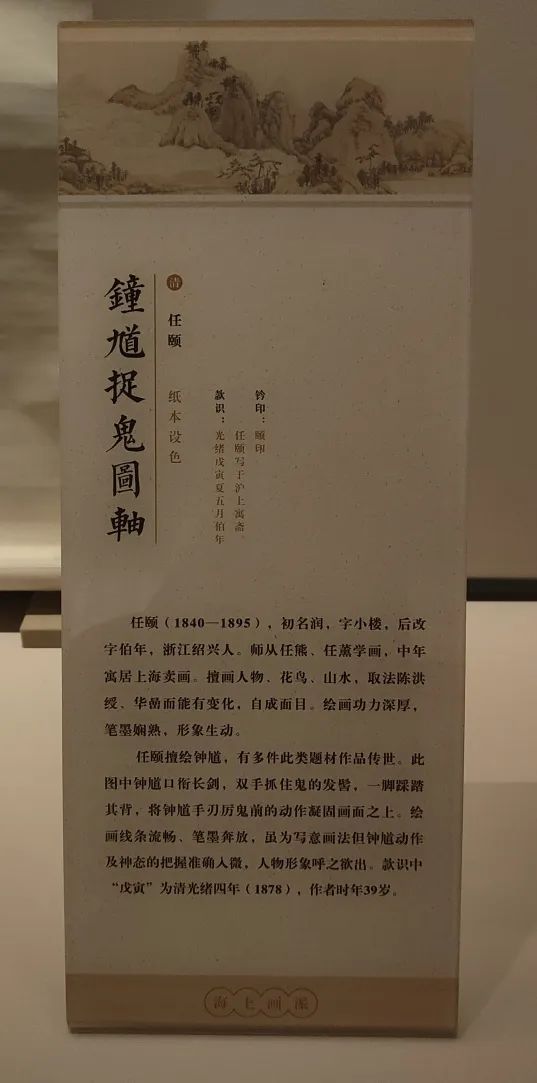 鐘馗捉鬼圖軸
清 任颐 纸本设色
款识：光绪戊寅夏五月伯年
任颐写于沪上寓斋。
钤印：颐印
任颐（1840—1895），初名润，字小楼，后改
字伯年，浙江绍兴人。师从任熊、任薰学画，中年
寓居上海卖画。擅画人物、花鸟、山水，取法陈洪
绶、华喦而能有变化，自成面目。绘画功力深厚，
笔墨娴熟，形象生动。
任颐擅绘钟馗，有多件此类题材作品传世。此
图中钟馗口衔长剑，双手抓住鬼的发髻，一脚踩踏
其背，将钟馗手刃厉鬼前的动作凝固画面之上。绘
画线条流畅、笔墨奔放，虽为写意画法但钟馗动作
及神态的把握准确入微，人物形象呼之欲出。款识中
“戊寅”为清光绪四年（1878），作者时年39岁。
海上画派